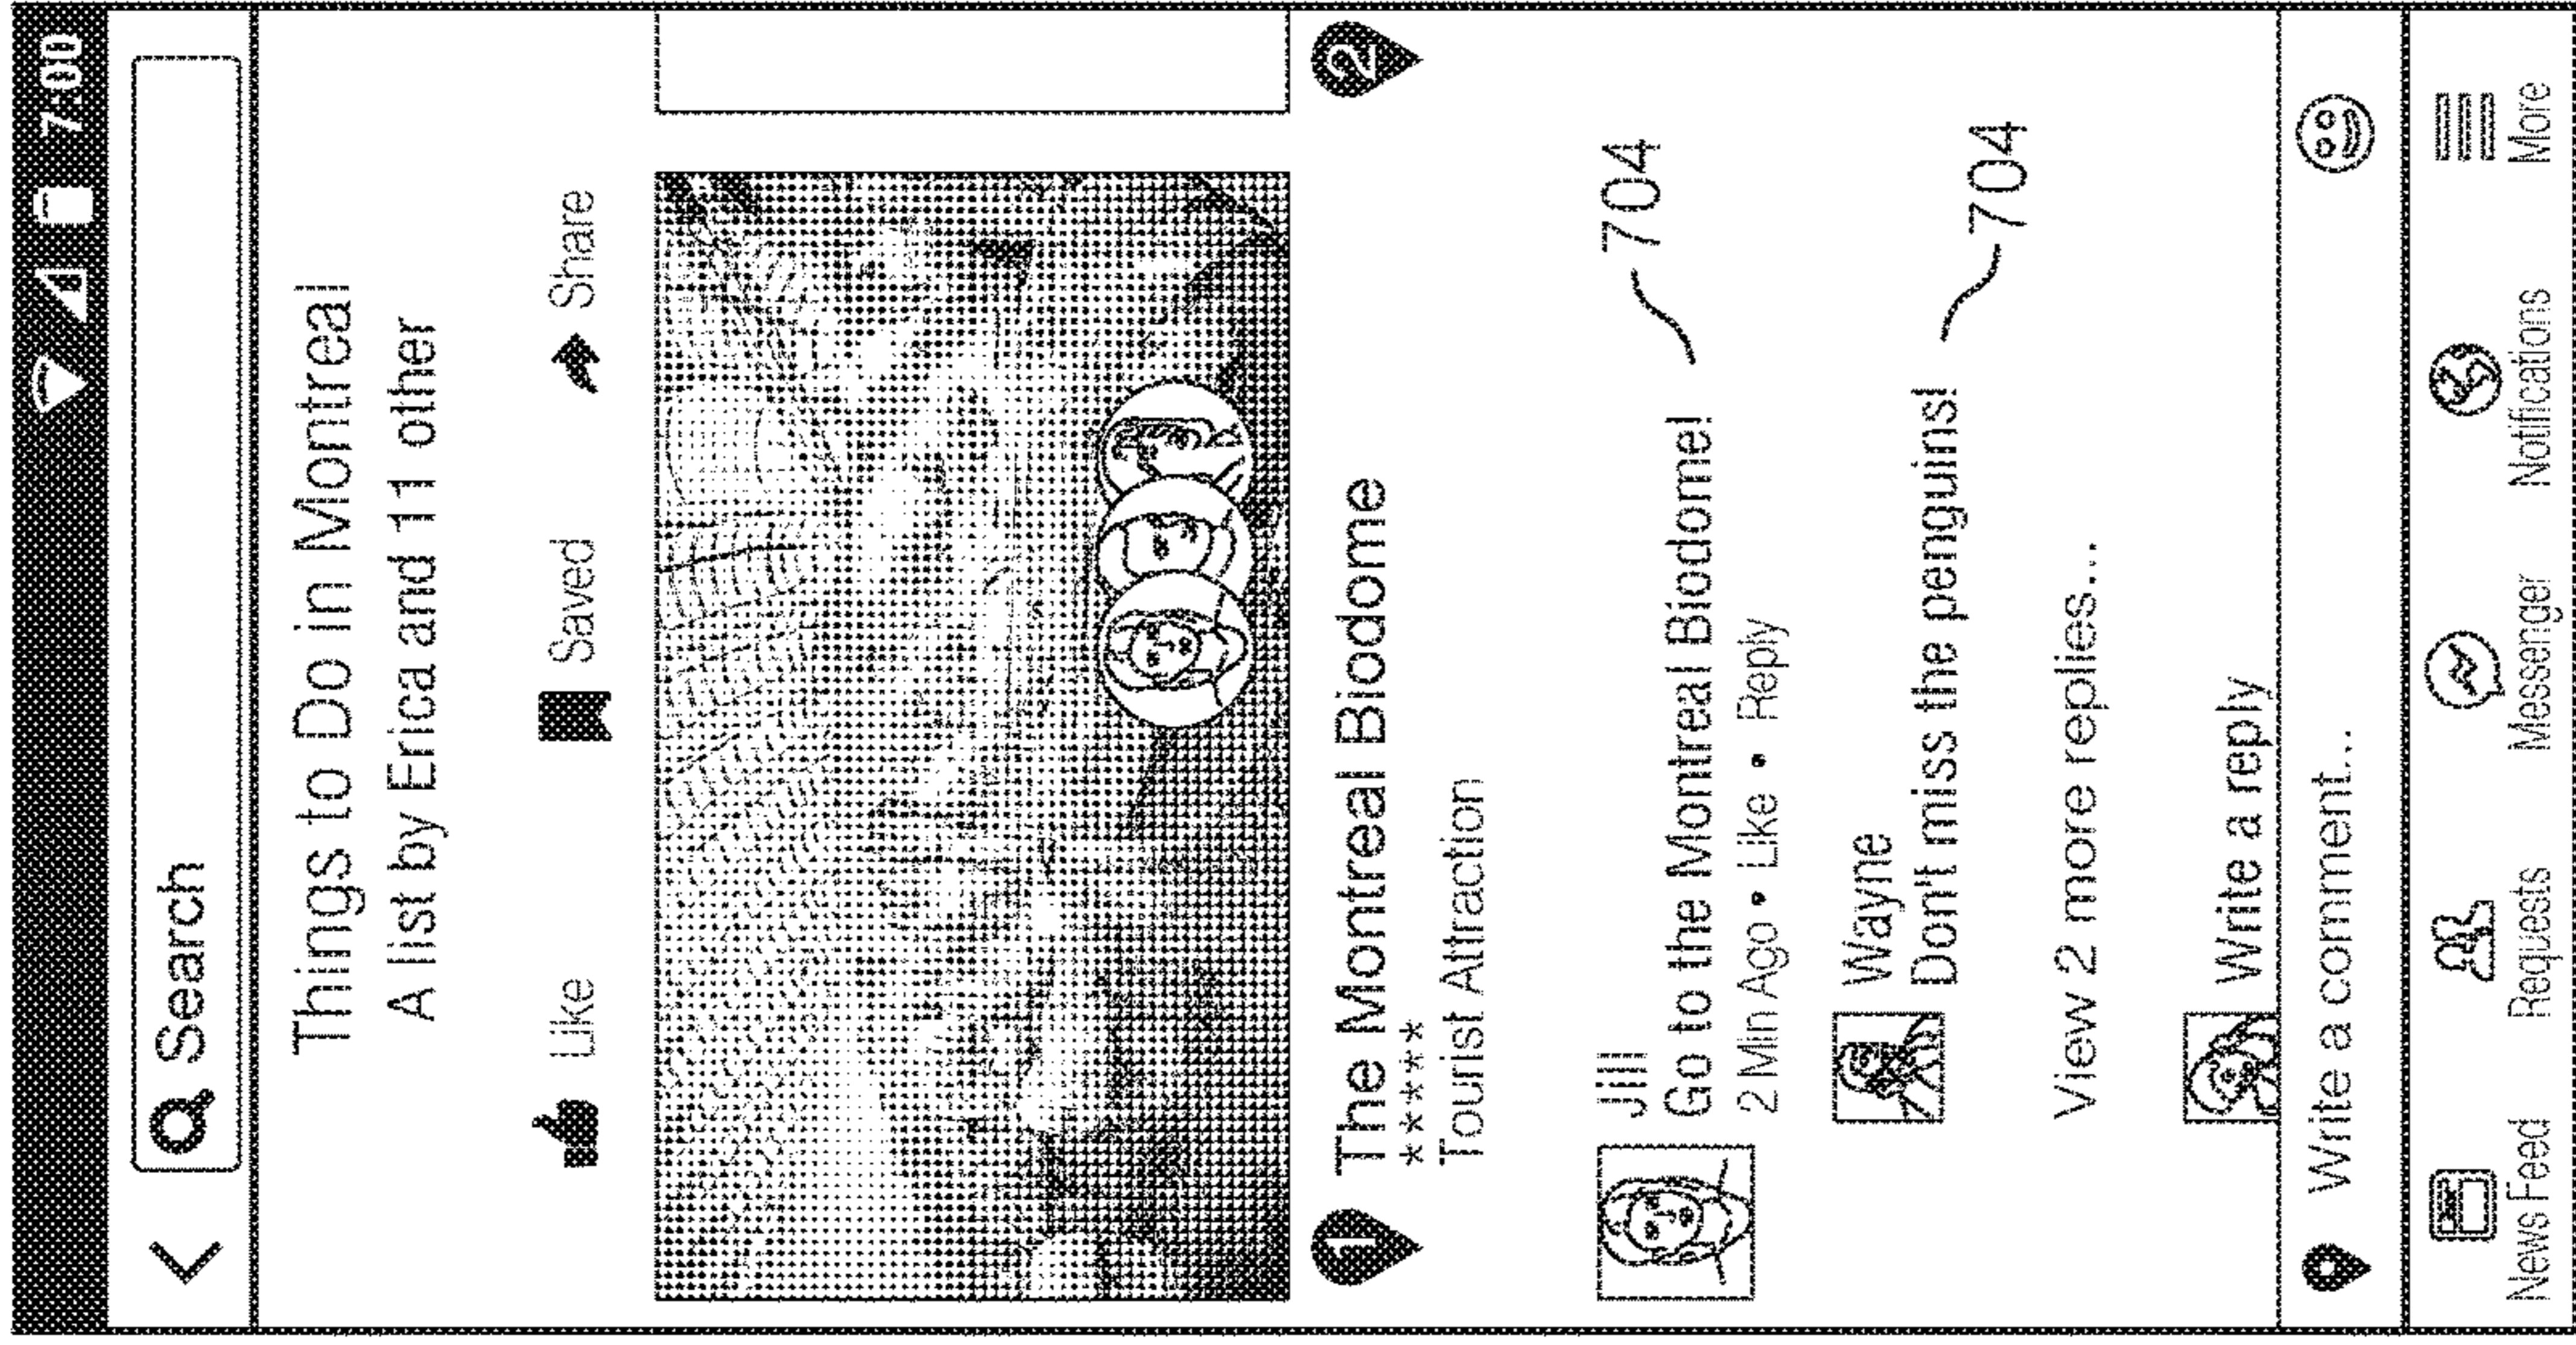 7:00
Search
Things to Do in Montreal
A list by Erica and 11 other
Like Saved Share
1 The Montreal Biodome 2
*****
Tourist Attraction
Jill
Go to the Montreal Biodome! 704
2 Min Ago • Like • Reply
Wayne
Don't miss the penguins! 704
View 2 more replies...
Write a reply
Write a comment...
News Feed Requests Messenger Notifications More